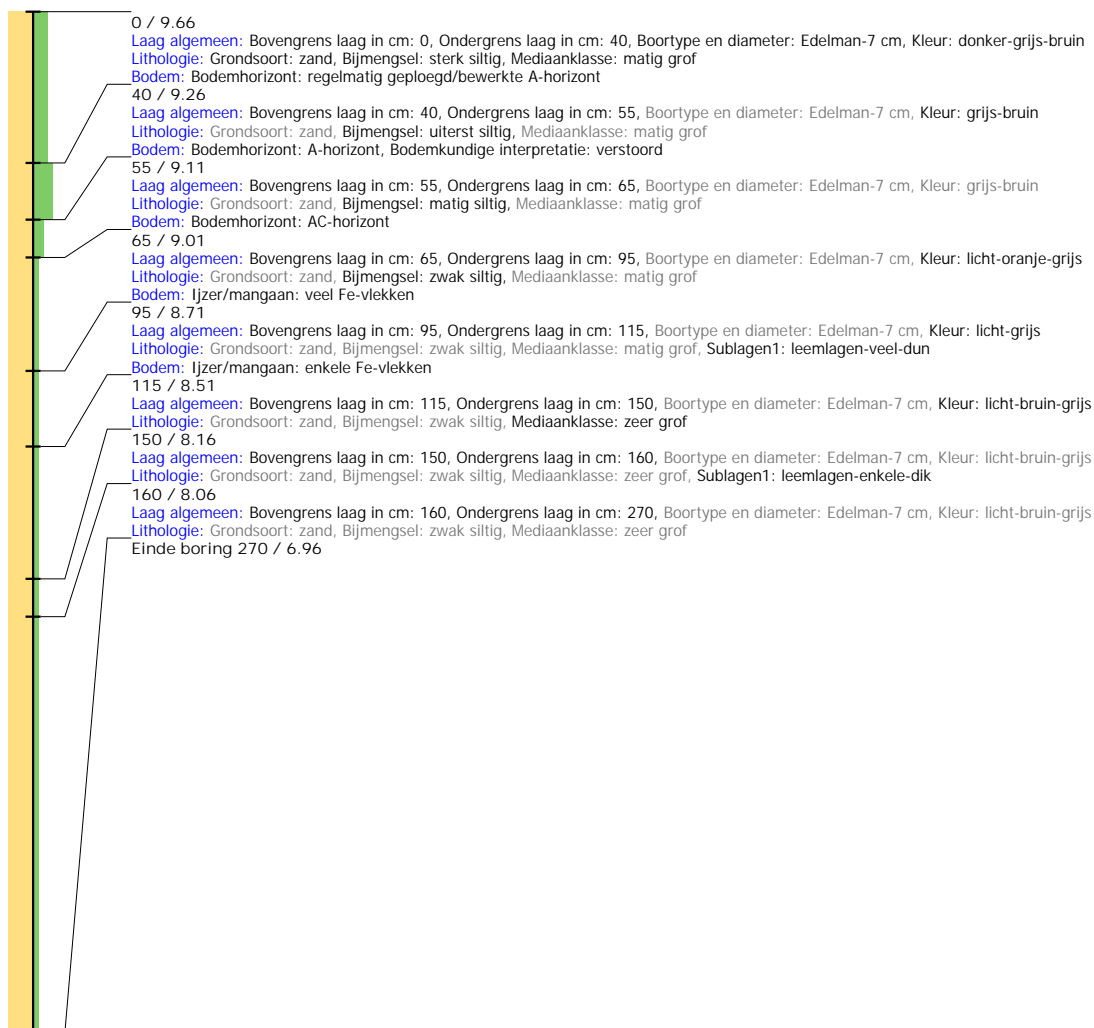 0 / 9.66
Laag algemeen: Bovengrens laag in cm: 0, Ondergrens laag in cm: 40, Boortype en diameter: Edelman-7 cm, Kleur: donker-grijs-bruin
Lithologie: Grondsoort: zand, Bijmengsel: sterk siltig, Mediaanklasse: matig grof
Bodem: Bodemhorizont: regelmatig geploegd/bewerkte A-horizont
40 / 9.26
Laag algemeen: Bovengrens laag in cm: 40, Ondergrens laag in cm: 55, Boortype en diameter: Edelman-7 cm, Kleur: grijs-bruin
Lithologie: Grondsoort: zand, Bijmengsel: uiterst siltig, Mediaanklasse: matig grof
Bodem: Bodemhorizont: A-horizont, Bodemkundige interpretatie: verstoord
55 / 9.11
Laag algemeen: Bovengrens laag in cm: 55, Ondergrens laag in cm: 65, Boortype en diameter: Edelman-7 cm, Kleur: grijs-bruin
Lithologie: Grondsoort: zand, Bijmengsel: matig siltig, Mediaanklasse: matig grof
Bodem: Bodemhorizont: AC-horizont
65 / 9.01
Laag algemeen: Bovengrens laag in cm: 65, Ondergrens laag in cm: 95, Boortype en diameter: Edelman-7 cm, Kleur: licht-oranje-grijs
Lithologie: Grondsoort: zand, Bijmengsel: zwak siltig, Mediaanklasse: matig grof
Bodem: Ijzer/mangaan: veel Fe-vlekken
95 / 8.71
Laag algemeen: Bovengrens laag in cm: 95, Ondergrens laag in cm: 115, Boortype en diameter: Edelman-7 cm, Kleur: licht-grijs
Lithologie: Grondsoort: zand, Bijmengsel: zwak siltig, Mediaanklasse: matig grof, Sublagen1: leemlagen-veel-dun
Bodem: Ijzer/mangaan: enkele Fe-vlekken
115 / 8.51
Laag algemeen: Bovengrens laag in cm: 115, Ondergrens laag in cm: 150, Boortype en diameter: Edelman-7 cm, Kleur: licht-bruin-grijs
Lithologie: Grondsoort: zand, Bijmengsel: zwak siltig, Mediaanklasse: zeer grof
150 / 8.16
Laag algemeen: Bovengrens laag in cm: 150, Ondergrens laag in cm: 160, Boortype en diameter: Edelman-7 cm, Kleur: licht-bruin-grijs
Lithologie: Grondsoort: zand, Bijmengsel: zwak siltig, Mediaanklasse: zeer grof, Sublagen1: leemlagen-enkele-dik
160 / 8.06
Laag algemeen: Bovengrens laag in cm: 160, Ondergrens laag in cm: 270, Boortype en diameter: Edelman-7 cm, Kleur: licht-bruin-grijs
Lithologie: Grondsoort: zand, Bijmengsel: zwak siltig, Mediaanklasse: zeer grof
Einde boring 270 / 6.96